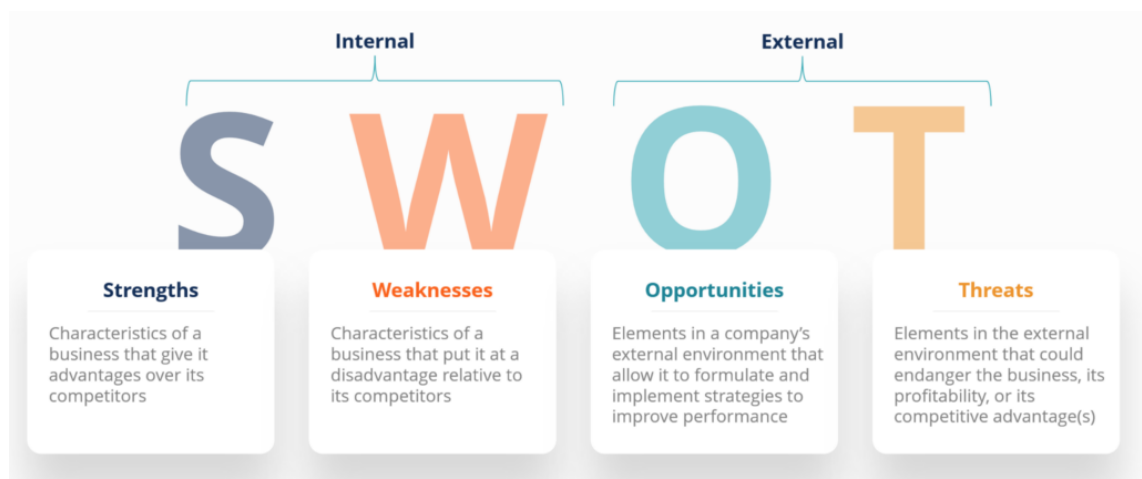 Internal
External
S W O T
Strengths
Characteristics of a
business that give it
advantages over its
competitors
Weaknesses
Characteristics of a
business that put it at a
disadvantage relative to
its competitors
Opportunities
Elements in a company's
external environment that
allow it to formulate and
implement strategies to
improve performance
Threats
Elements in the external
environment that could
endanger the business, its
profitability, or its
competitive advantage(s)